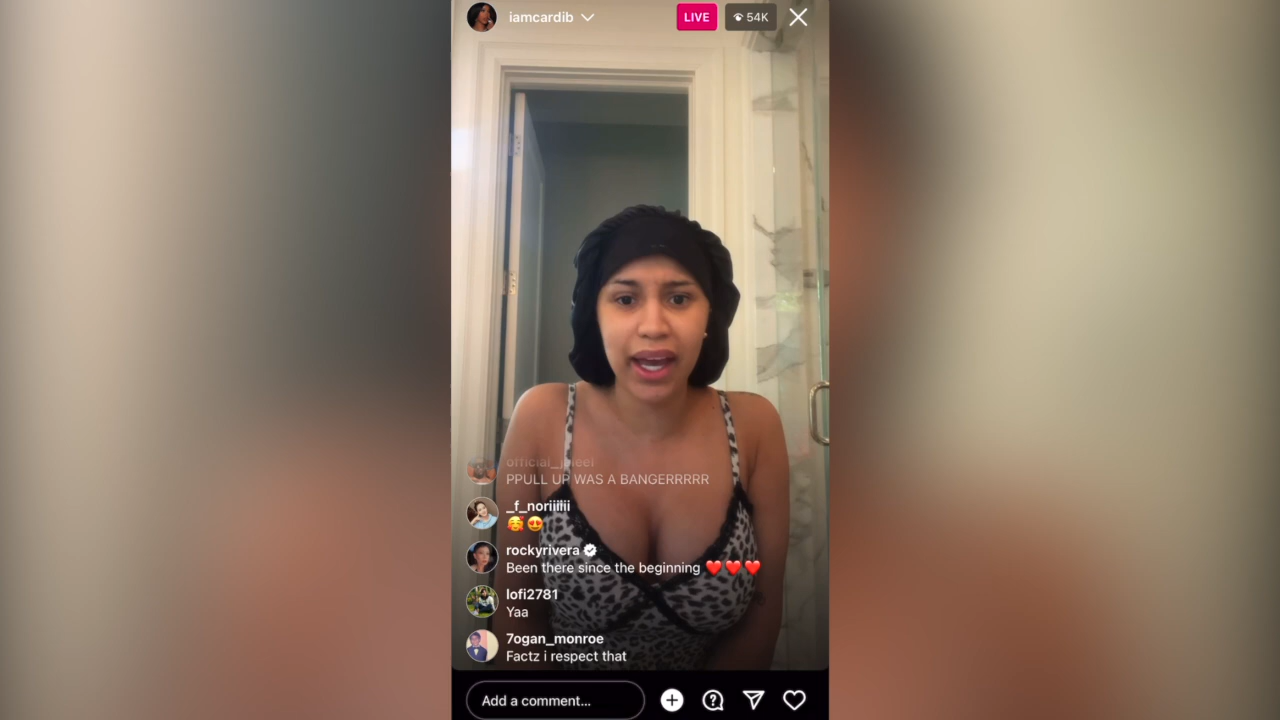 iamcardib
LIVE
54K
PPULL UP WAS A BANGERRRRR
_f_noriiiiii
🥰 😍
rockyrivera
Been there since the beginning ❤️ ❤️ ❤️
lofi2781
Yaa
7ogan_monroe
Factz i respect that
Add a comment...